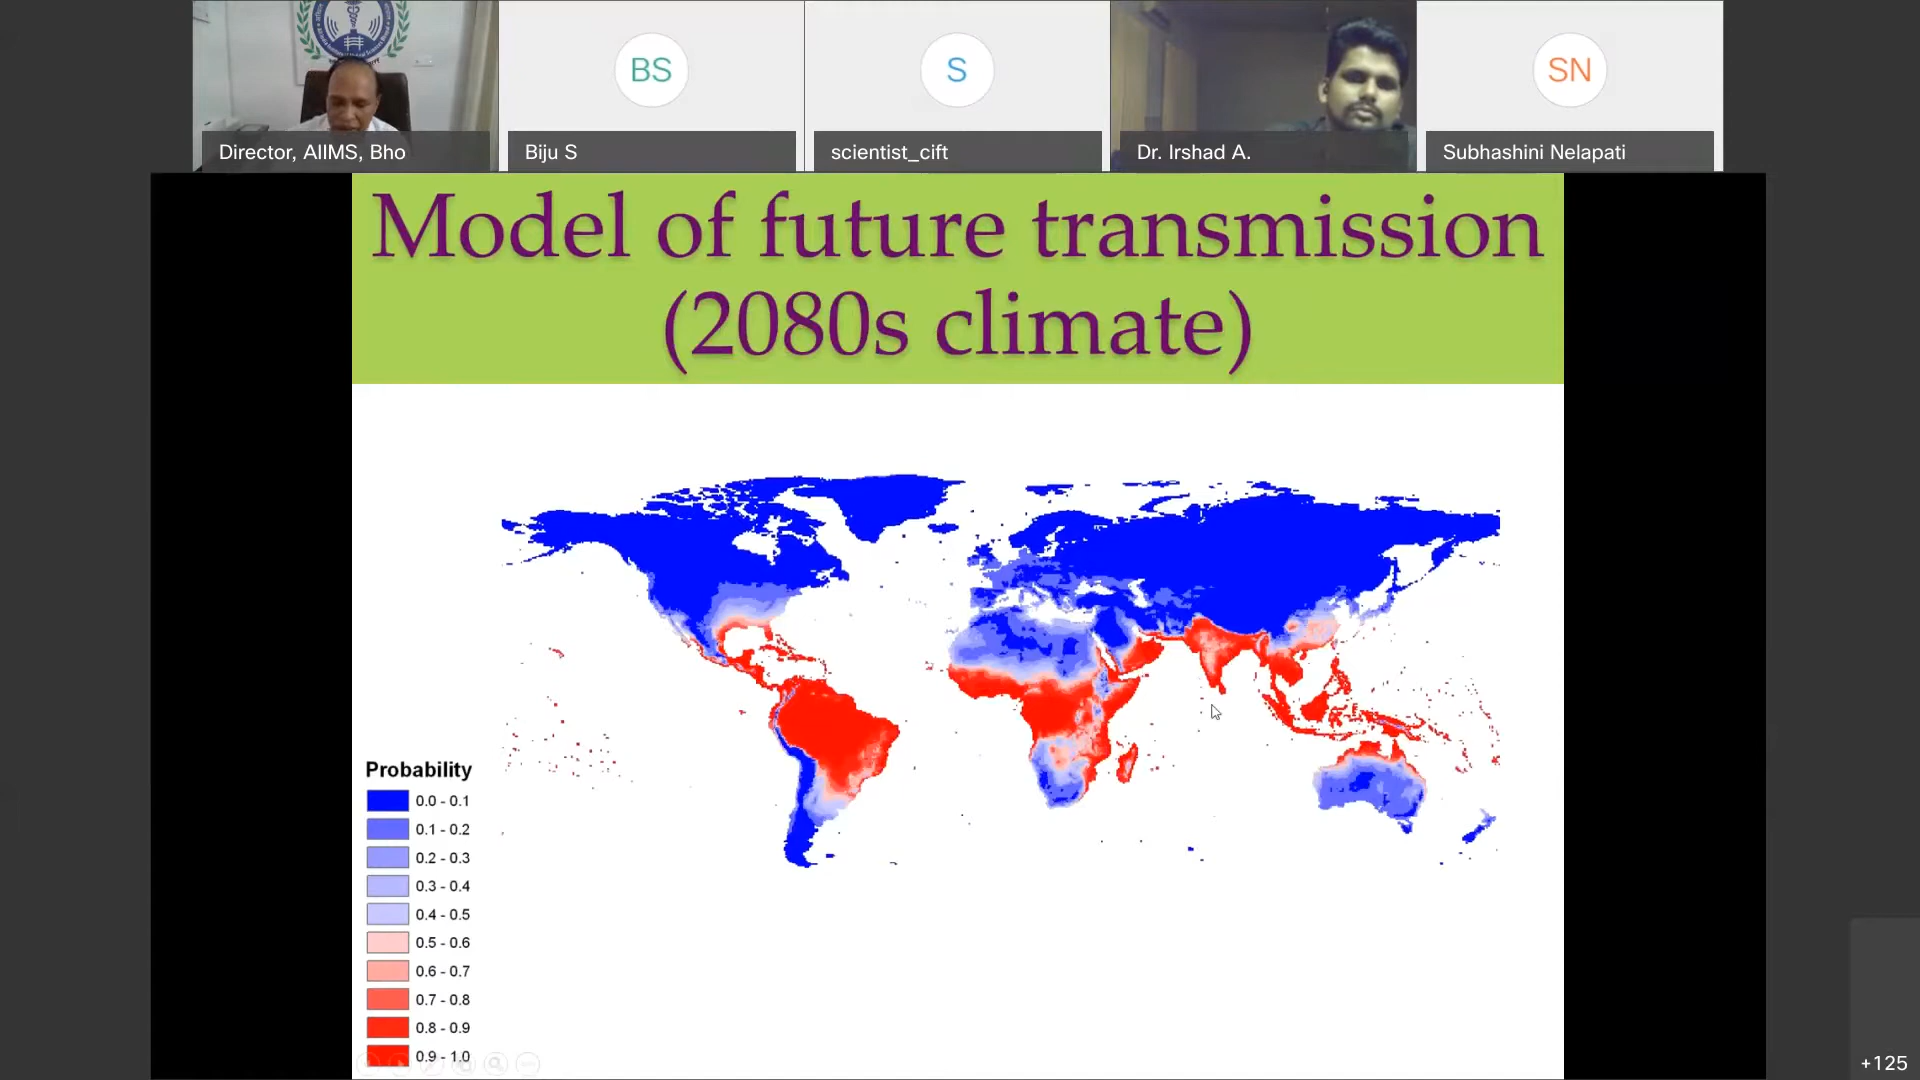 BS
S
SN
Director, AIIMS, Bho
Biju S
scientist_cift
Dr. Irshad A.
Subhashini Nelapati
Model of future transmission
(2080s climate)
Probability
0.0 - 0.1
0.1 - 0.2
0.2 - 0.3
0.3 - 0.4
0.4 - 0.5
0.5 - 0.6
0.6 - 0.7
0.7 - 0.8
0.8 - 0.9
0.9 - 1.0
+125